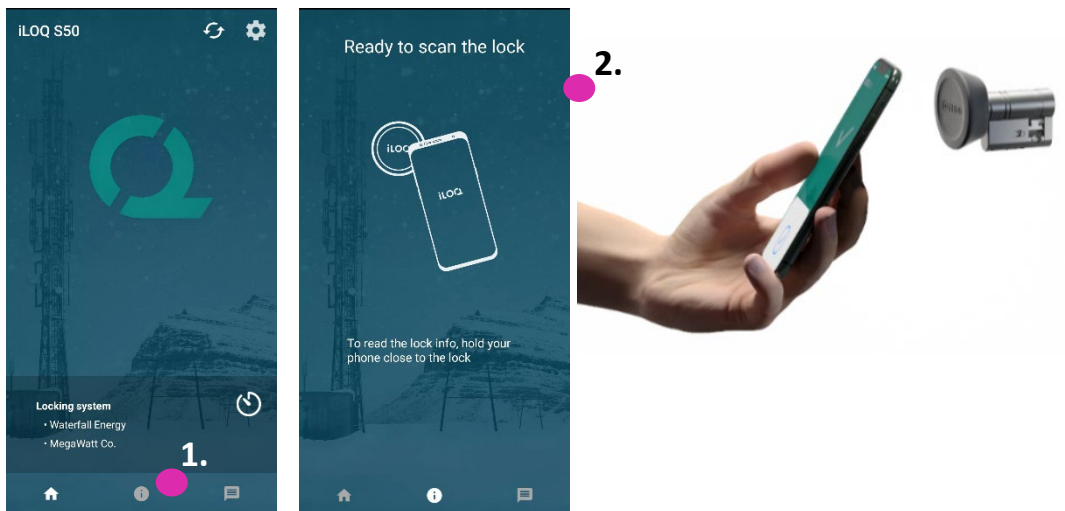 iLOQ S50
Locking system
• Waterfall Energy
• MegaWatt Co.
1.
Ready to scan the lock
iLOQ
iLOQ
To read the lock info, hold your
phone close to the lock
2.